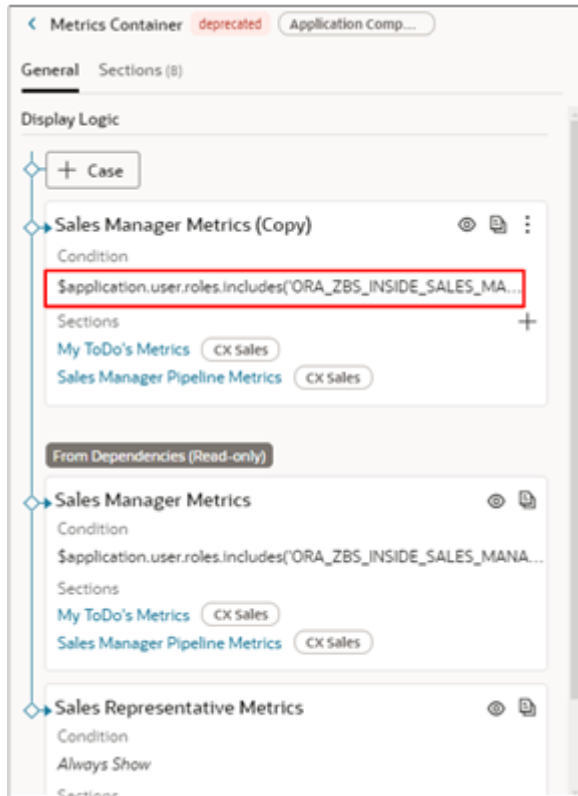 Metrics Container deprecated Application Comp...
General Sections (8)
Display Logic
+ Case
Sales Manager Metrics (Copy)
Condition
$application.user.roles.includes('ORA_ZBS_INSIDE_SALES_MA...
Sections
My ToDo's Metrics CX Sales
Sales Manager Pipeline Metrics CX Sales
From Dependencies (Read-only)
Sales Manager Metrics
Condition
$application.user.roles.includes('ORA_ZBS_INSIDE_SALES_MANA...
Sections
My ToDo's Metrics CX Sales
Sales Manager Pipeline Metrics CX Sales
Sales Representative Metrics
Condition
Always Show
Sections